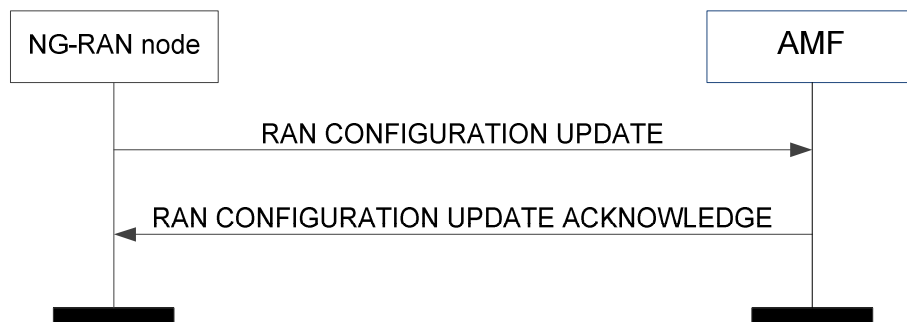 NG-RAN node
AMF
RAN CONFIGURATION UPDATE
RAN CONFIGURATION UPDATE ACKNOWLEDGE